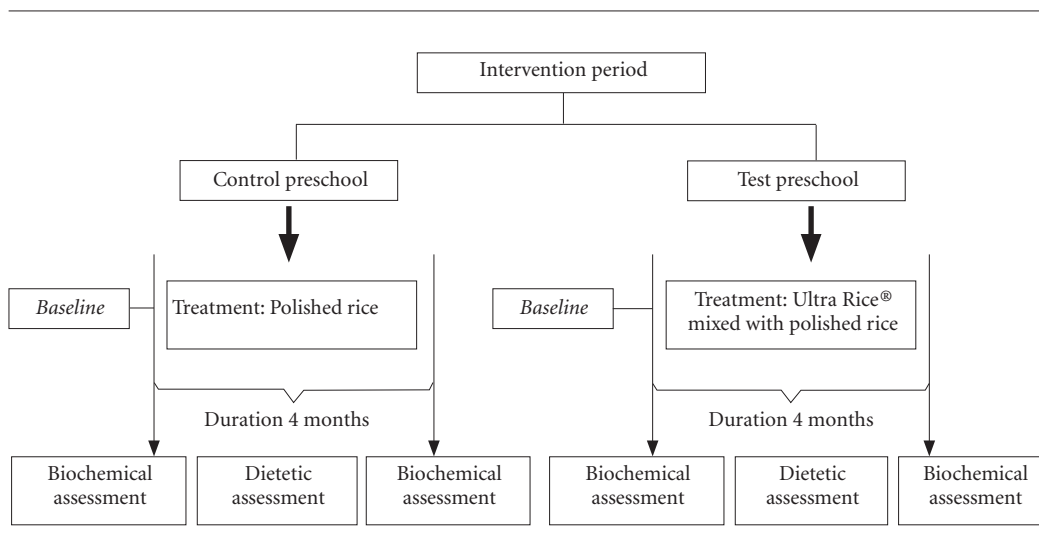 Intervention period
Control preschool
Test preschool
Baseline
Treatment: Polished rice
Baseline
Treatment: Ultra Rice®
mixed with polished rice
Duration 4 months
Duration 4 months
Biochemical
assessment
Dietetic
assessment
Biochemical
assessment
Biochemical
assessment
Dietetic
assessment
Biochemical
assessment